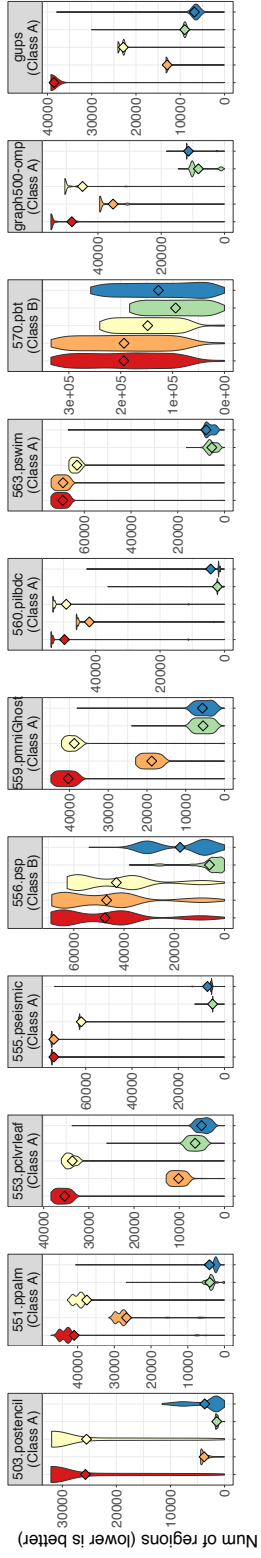 Num of regions (lower is better)
503.postencil
(Class A)
30000
20000
10000
0
551.ppalm
(Class A)
40000
30000
20000
10000
0
553.pclvrleaf
(Class A)
40000
30000
20000
10000
0
555.pseismic
(Class A)
60000
40000
20000
0
556.psp
(Class B)
60000
40000
20000
0
559.pmniGhost
(Class A)
40000
30000
20000
10000
0
560.pilbdc
(Class A)
40000
20000
0
563.pswim
(Class A)
60000
40000
20000
0
570.pbt
(Class B)
3e+05
2e+05
1e+05
0e+00
graph500-omp
(Class A)
40000
20000
0
gups
(Class A)
40000
30000
20000
10000
0